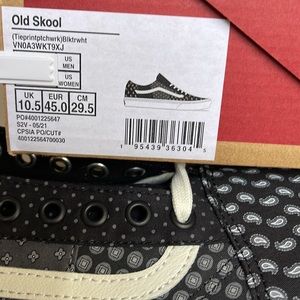 Old Skool
(Tieprintptchwrk)Blktrwht
VN0A3WKT9XJ
US
MEN
US
WOMEN
UK
10.5
EUR
45.0
CM
29.5
PO#4001225647
S2V - 05/21
CPSIA PO/CUT#
400122564700030
1 95439 36304 5